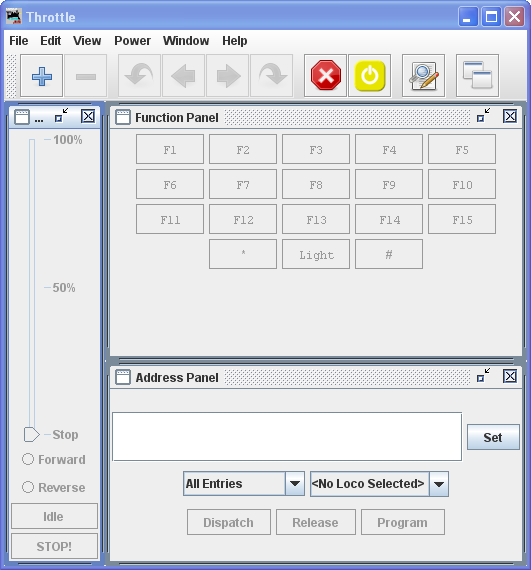 Throttle
File Edit View Power Window Help
...
Function Panel
100%
50%
Stop
Forward
Reverse
Idle
STOP!
F1 F2 F3 F4 F5
F6 F7 F8 F9 F10
F11 F12 F13 F14 F15
* Light #
Address Panel
Set
All Entries <No Loco Selected>
Dispatch Release Program